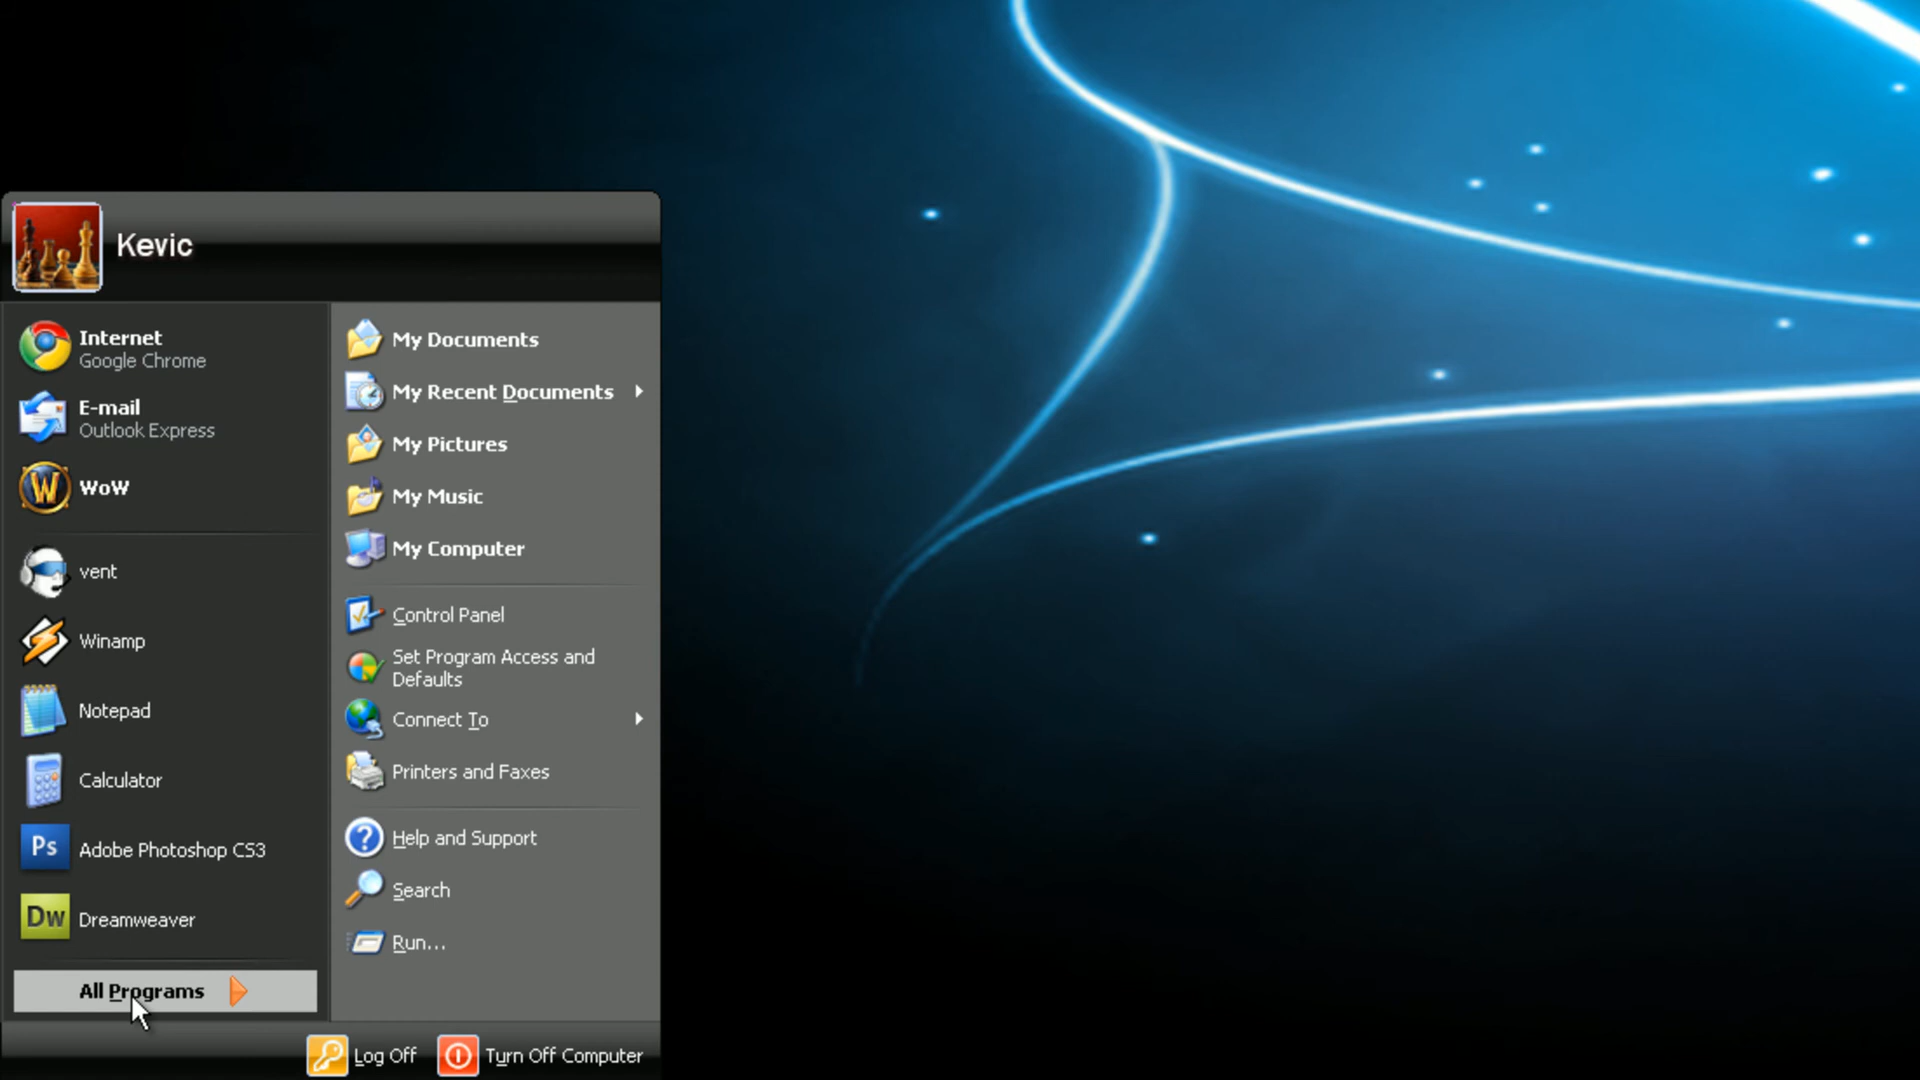 Kevic
Internet
Google Chrome
E-mail
Outlook Express
WoW
vent
Winamp
Notepad
Calculator
Ps
Adobe Photoshop CS3
Dw
Dreamweaver
All Programs
My Documents
My Recent Documents
My Pictures
My Music
My Computer
Control Panel
Set Program Access and
Defaults
Connect To
Printers and Faxes
Help and Support
Search
Run...
Log Off
Turn Off Computer